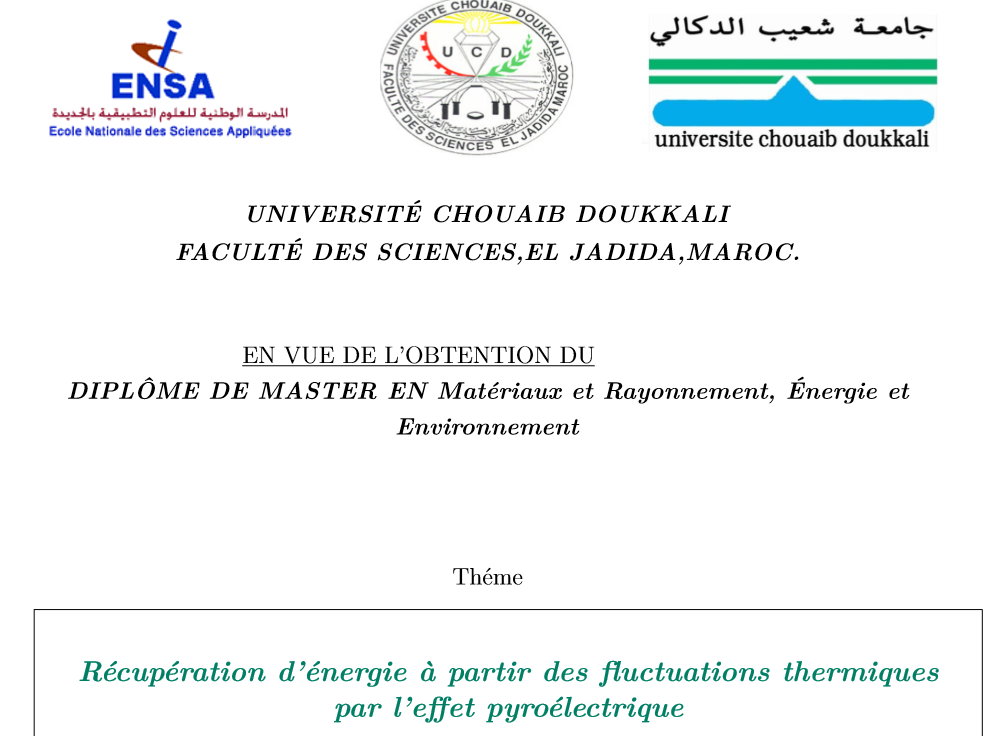 ENSA
المدرسة الوطنية للعلوم التطبيقية بالجديدة
Ecole Nationale des Sciences Appliquées
UNIVERSITE CHOUAIB DOUKKALI
U C D
FACULTE DES SCIENCES EL JADIDA MAROC
جامعة شعيب الدكالي
universite chouaib doukkali
UNIVERSITÉ CHOUAIB DOUKKALI
FACULTÉ DES SCIENCES,EL JADIDA,MAROC.
EN VUE DE L'OBTENTION DU
DIPLÔME DE MASTER EN Matériaux et Rayonnement, Énergie et
Environnement
Théme
Récupération d'énergie à partir des fluctuations thermiques
par l'effet pyroélectrique